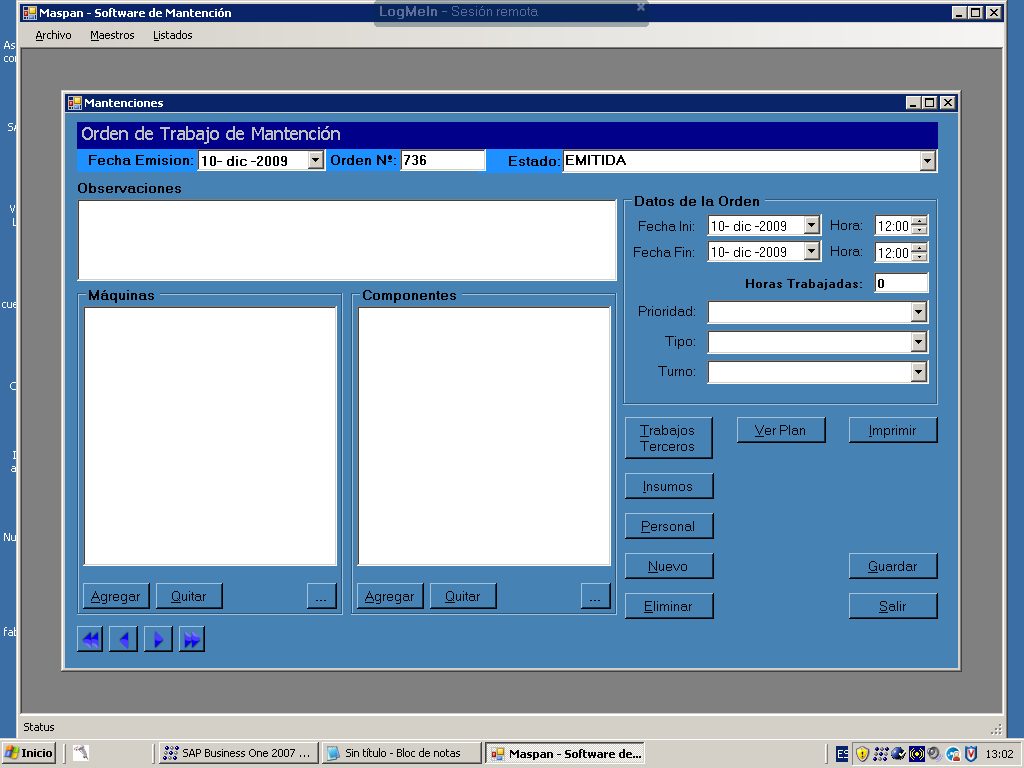 Maspan - Software de Mantención
LogMeIn - Sesión remota
Archivo Maestros Listados
Mantenciones
Orden de Trabajo de Mantención
Fecha Emision: 10- dic -2009 Orden Nº: 736 Estado: EMITIDA
Observaciones
Datos de la Orden
Fecha Ini: 10- dic -2009 Hora: 12:00
Fecha Fin: 10- dic -2009 Hora: 12:00
Horas Trabajadas: 0
Prioridad:
Tipo:
Turno:
Máquinas
Componentes
Agregar Quitar ...
Agregar Quitar ...
Trabajos
Terceros
Ver Plan
Imprimir
Insumos
Personal
Nuevo
Guardar
Eliminar
Salir
Status
Inicio
SAP Business One 2007 ...
Sin título - Bloc de notas
Maspan - Software de...
ES
13:02